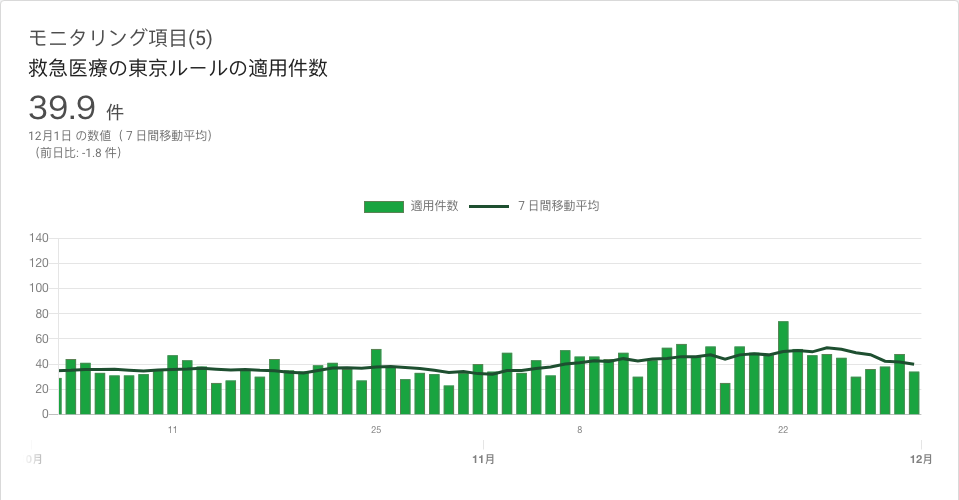 モニタリング項目(5)
救急医療の東京ルールの適用件数
39.9 件
12月1日 の数値（７日間移動平均）
（前日比: -1.8 件）
適用件数 ７日間移動平均
140
120
100
80
60
40
20
0
11 25 8 22
0月 11月 12月